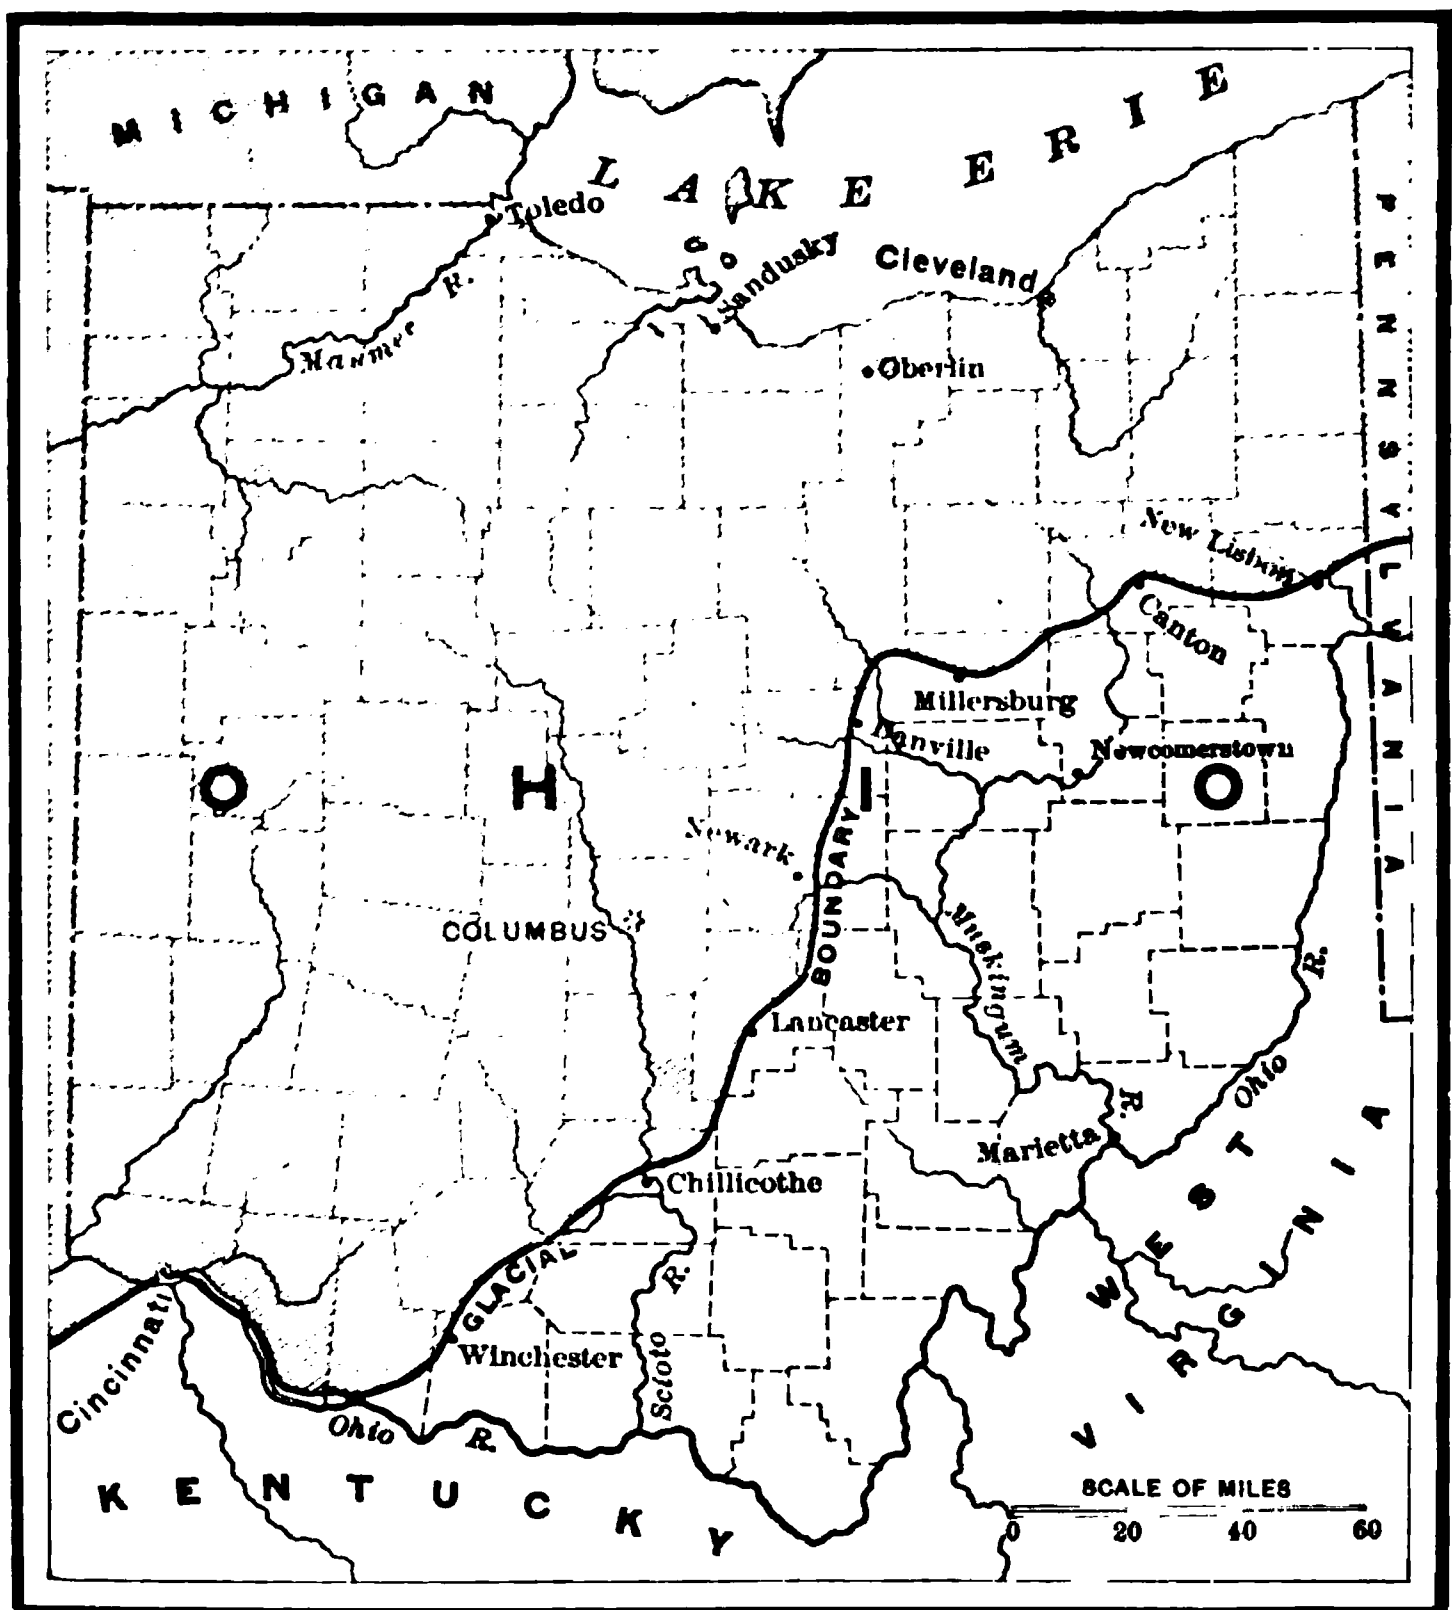 MICHIGAN
LAKE ERIE
Toledo
Maumee R.
Sandusky
Cleveland
Oberlin
PENNSYLVANIA
New Lisbon
Canton
Millersburg
Danville
Newcomerstown
OHIO
Newark
BOUNDARY
COLUMBUS
Muskingum R.
Lancaster
Ohio R.
Marietta
Chillicothe
GLACIAL
WEST VIRGINIA
Winchester
Scioto R.
Cincinnati
Ohio R.
KENTUCKY
SCALE OF MILES
0 20 40 60